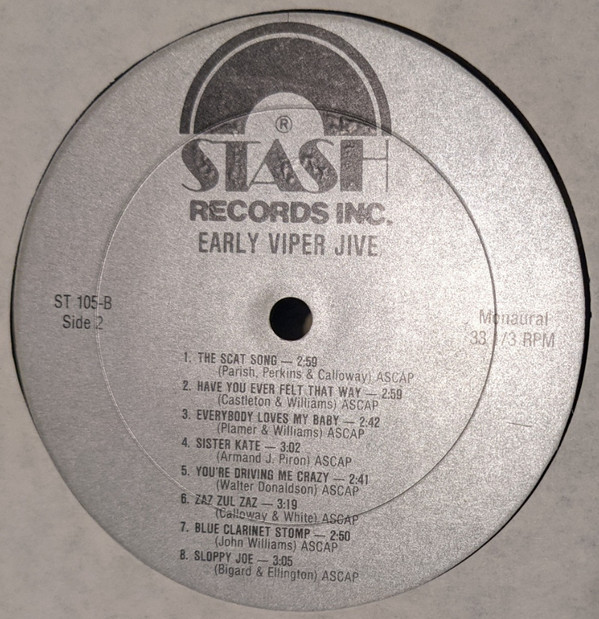 ®
STASH
RECORDS INC.
EARLY VIPER JIVE
ST 105-B
Side 2
Monaural
33 1/3 RPM
1. THE SCAT SONG — 2:59
(Parish, Perkins & Calloway) ASCAP
2. HAVE YOU EVER FELT THAT WAY — 2:59
(Castleton & Williams) ASCAP
3. EVERYBODY LOVES MY BABY — 2:42
(Plamer & Williams) ASCAP
4. SISTER KATE — 3:02
(Armand J. Piron) ASCAP
5. YOU'RE DRIVING ME CRAZY — 2:41
(Walter Donaldson) ASCAP
6. ZAZ ZUL ZAZ — 3:19
(Calloway & White) ASCAP
7. BLUE CLARINET STOMP — 2:50
(John Williams) ASCAP
8. SLOPPY JOE — 3:05
(Bigard & Ellington) ASCAP